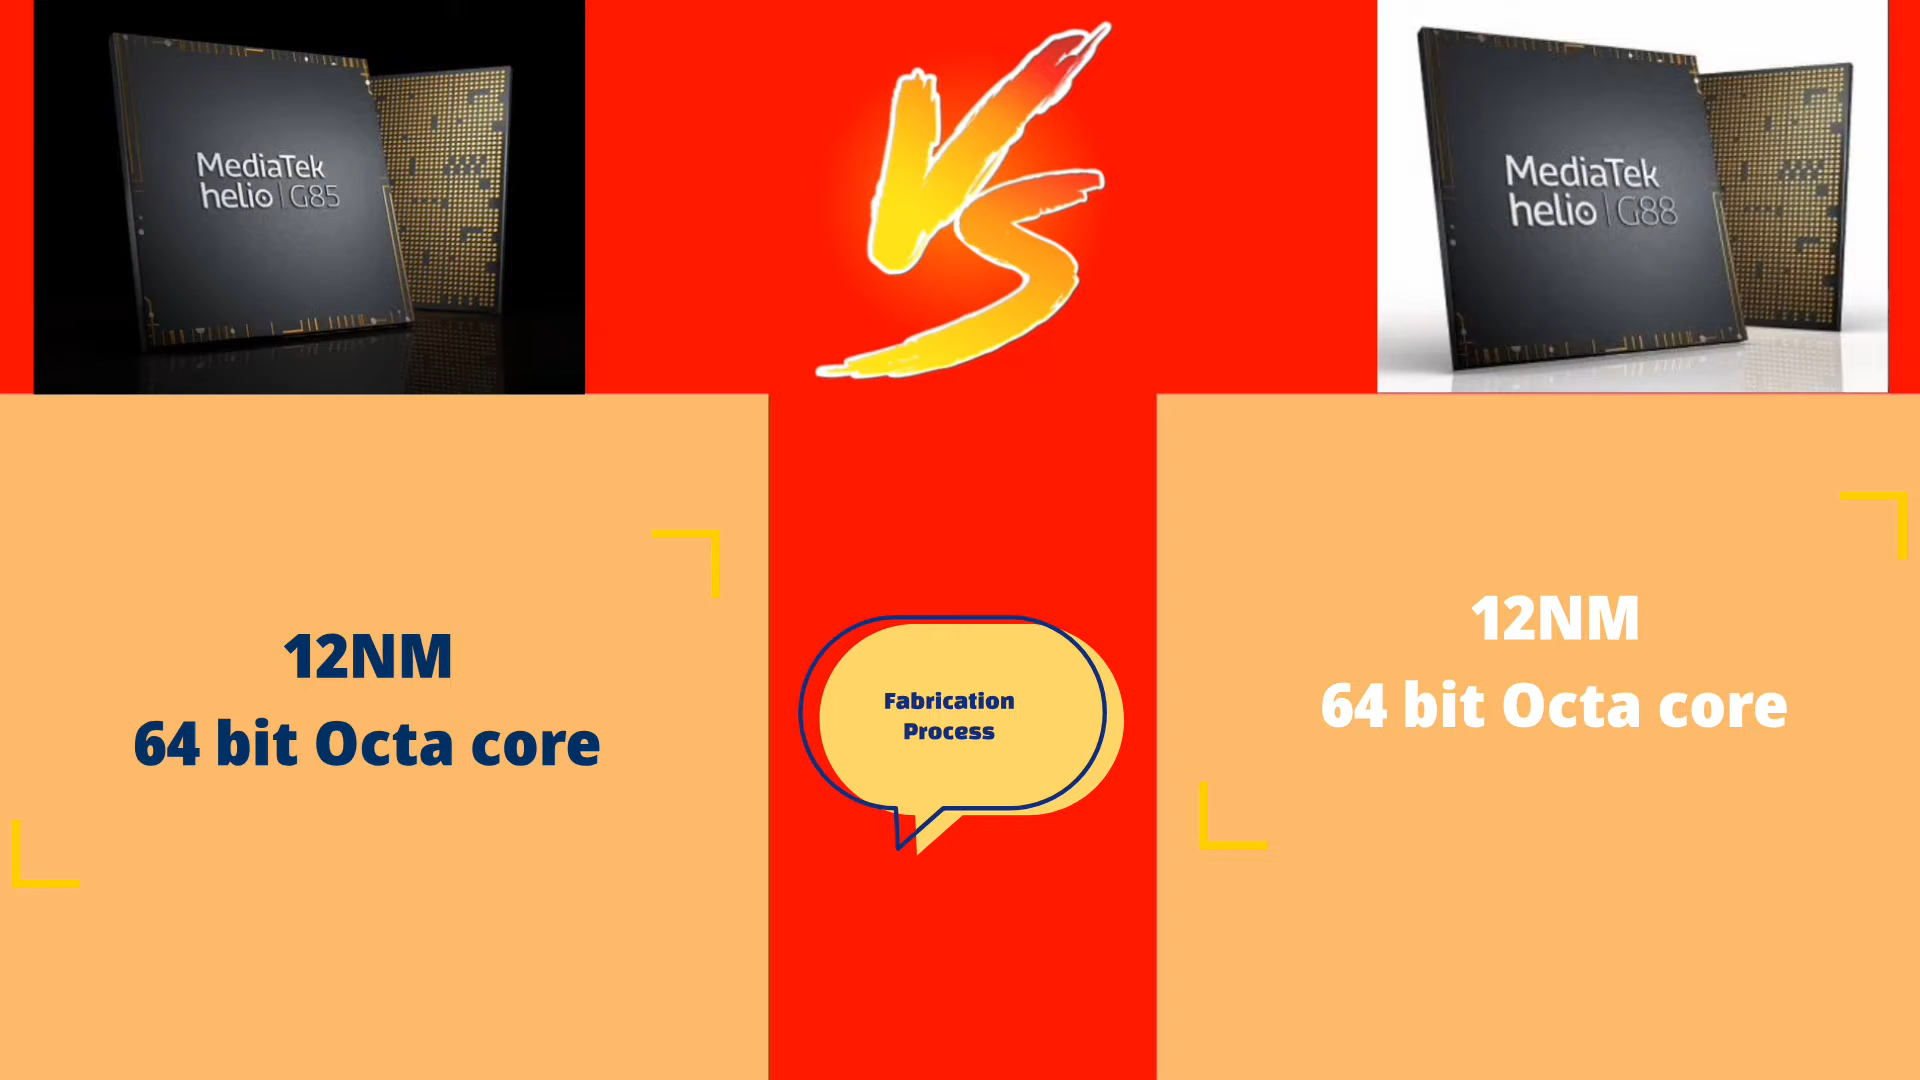 MediaTek
helio G85
VS
MediaTek
helio G88
12NM
64 bit Octa core
Fabrication
Process
12NM
64 bit Octa core